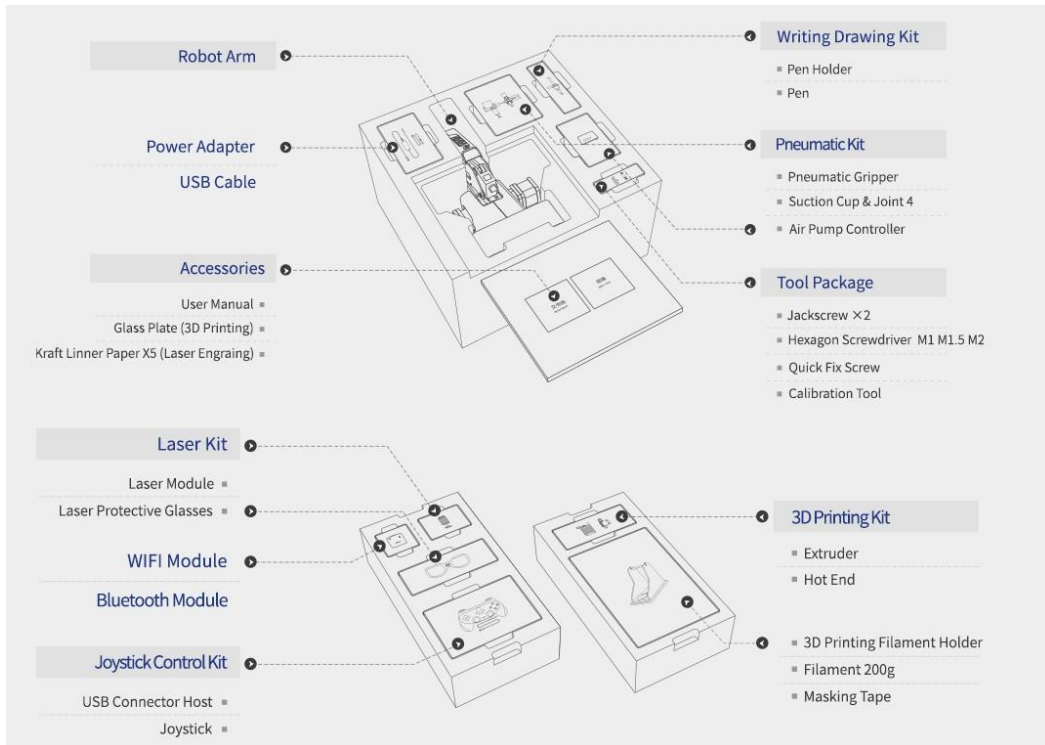 Robot Arm
Power Adapter
USB Cable
Accessories
User Manual
Glass Plate (3D Printing)
Kraft Linner Paper X5 (Laser Engraing)
Writing Drawing Kit
Pen Holder
Pen
Pneumatic Kit
Pneumatic Gripper
Suction Cup & Joint 4
Air Pump Controller
Tool Package
Jackscrew ×2
Hexagon Screwdriver M1 M1.5 M2
Quick Fix Screw
Calibration Tool
Laser Kit
Laser Module
Laser Protective Glasses
WIFI Module
Bluetooth Module
Joystick Control Kit
USB Connector Host
Joystick
3D Printing Kit
Extruder
Hot End
3D Printing Filament Holder
Filament 200g
Masking Tape